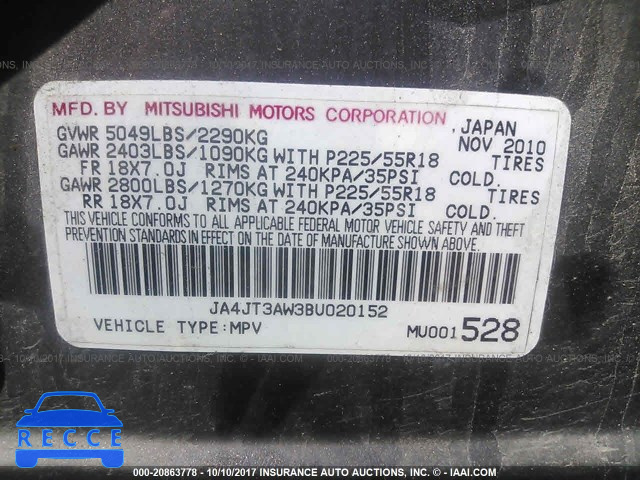 MFD. BY MITSUBISHI MOTORS CORPORATION, JAPAN
GVWR 5049LBS/2290KG NOV 2010
GAWR 2403LBS/1090KG WITH P225/55R18 TIRES
FR 18X7.0J RIMS AT 240KPA/35PSI COLD.
GAWR 2800LBS/1270KG WITH P225/55R18 TIRES
RR 18X7.0J RIMS AT 240KPA/35PSI COLD.
THIS VEHICLE CONFORMS TO ALL APPLICABLE FEDERAL MOTOR VEHICLE SAFETY AND THEFT
PREVENTION STANDARDS IN EFFECT ON THE DATE OF MANUFACTURE SHOWN ABOVE.
JA4JT3AW3BU020152
VEHICLE TYPE:MPV MU001528
RECCE
000-20863778 - 10/10/2017 INSURANCE AUTO AUCTIONS, INC. - © IAAI.COM